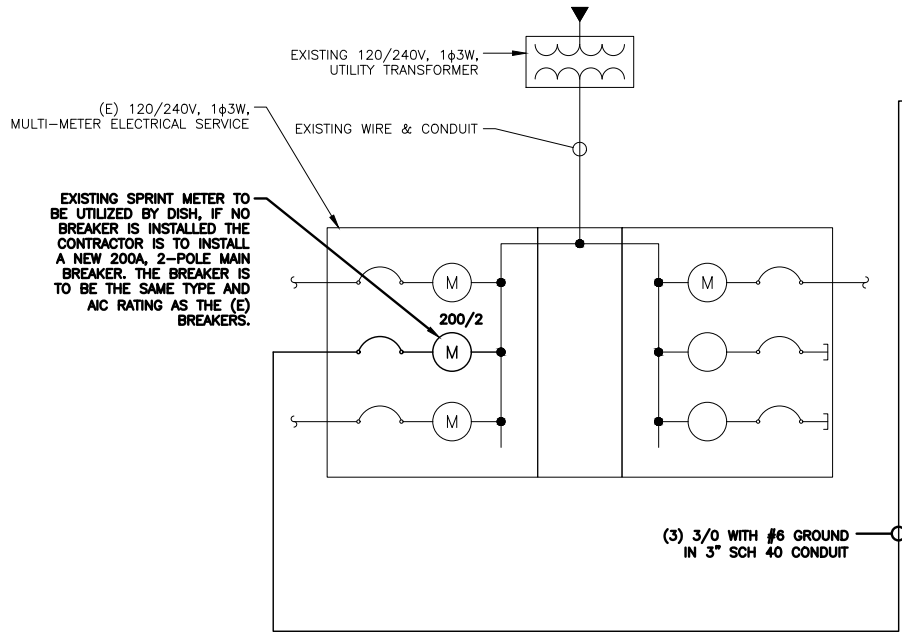 EXISTING 120/240V, 1ϕ3W,
UTILITY TRANSFORMER
(E) 120/240V, 1ϕ3W,
MULTI-METER ELECTRICAL SERVICE
EXISTING WIRE & CONDUIT
EXISTING SPRINT METER TO
BE UTILIZED BY DISH, IF NO
BREAKER IS INSTALLED THE
CONTRACTOR IS TO INSTALL
A NEW 200A, 2-POLE MAIN
BREAKER. THE BREAKER IS
TO BE THE SAME TYPE AND
AIC RATING AS THE (E)
BREAKERS.
M
M
200/2
M
M
(3) 3/0 WITH #6 GROUND
IN 3" SCH 40 CONDUIT